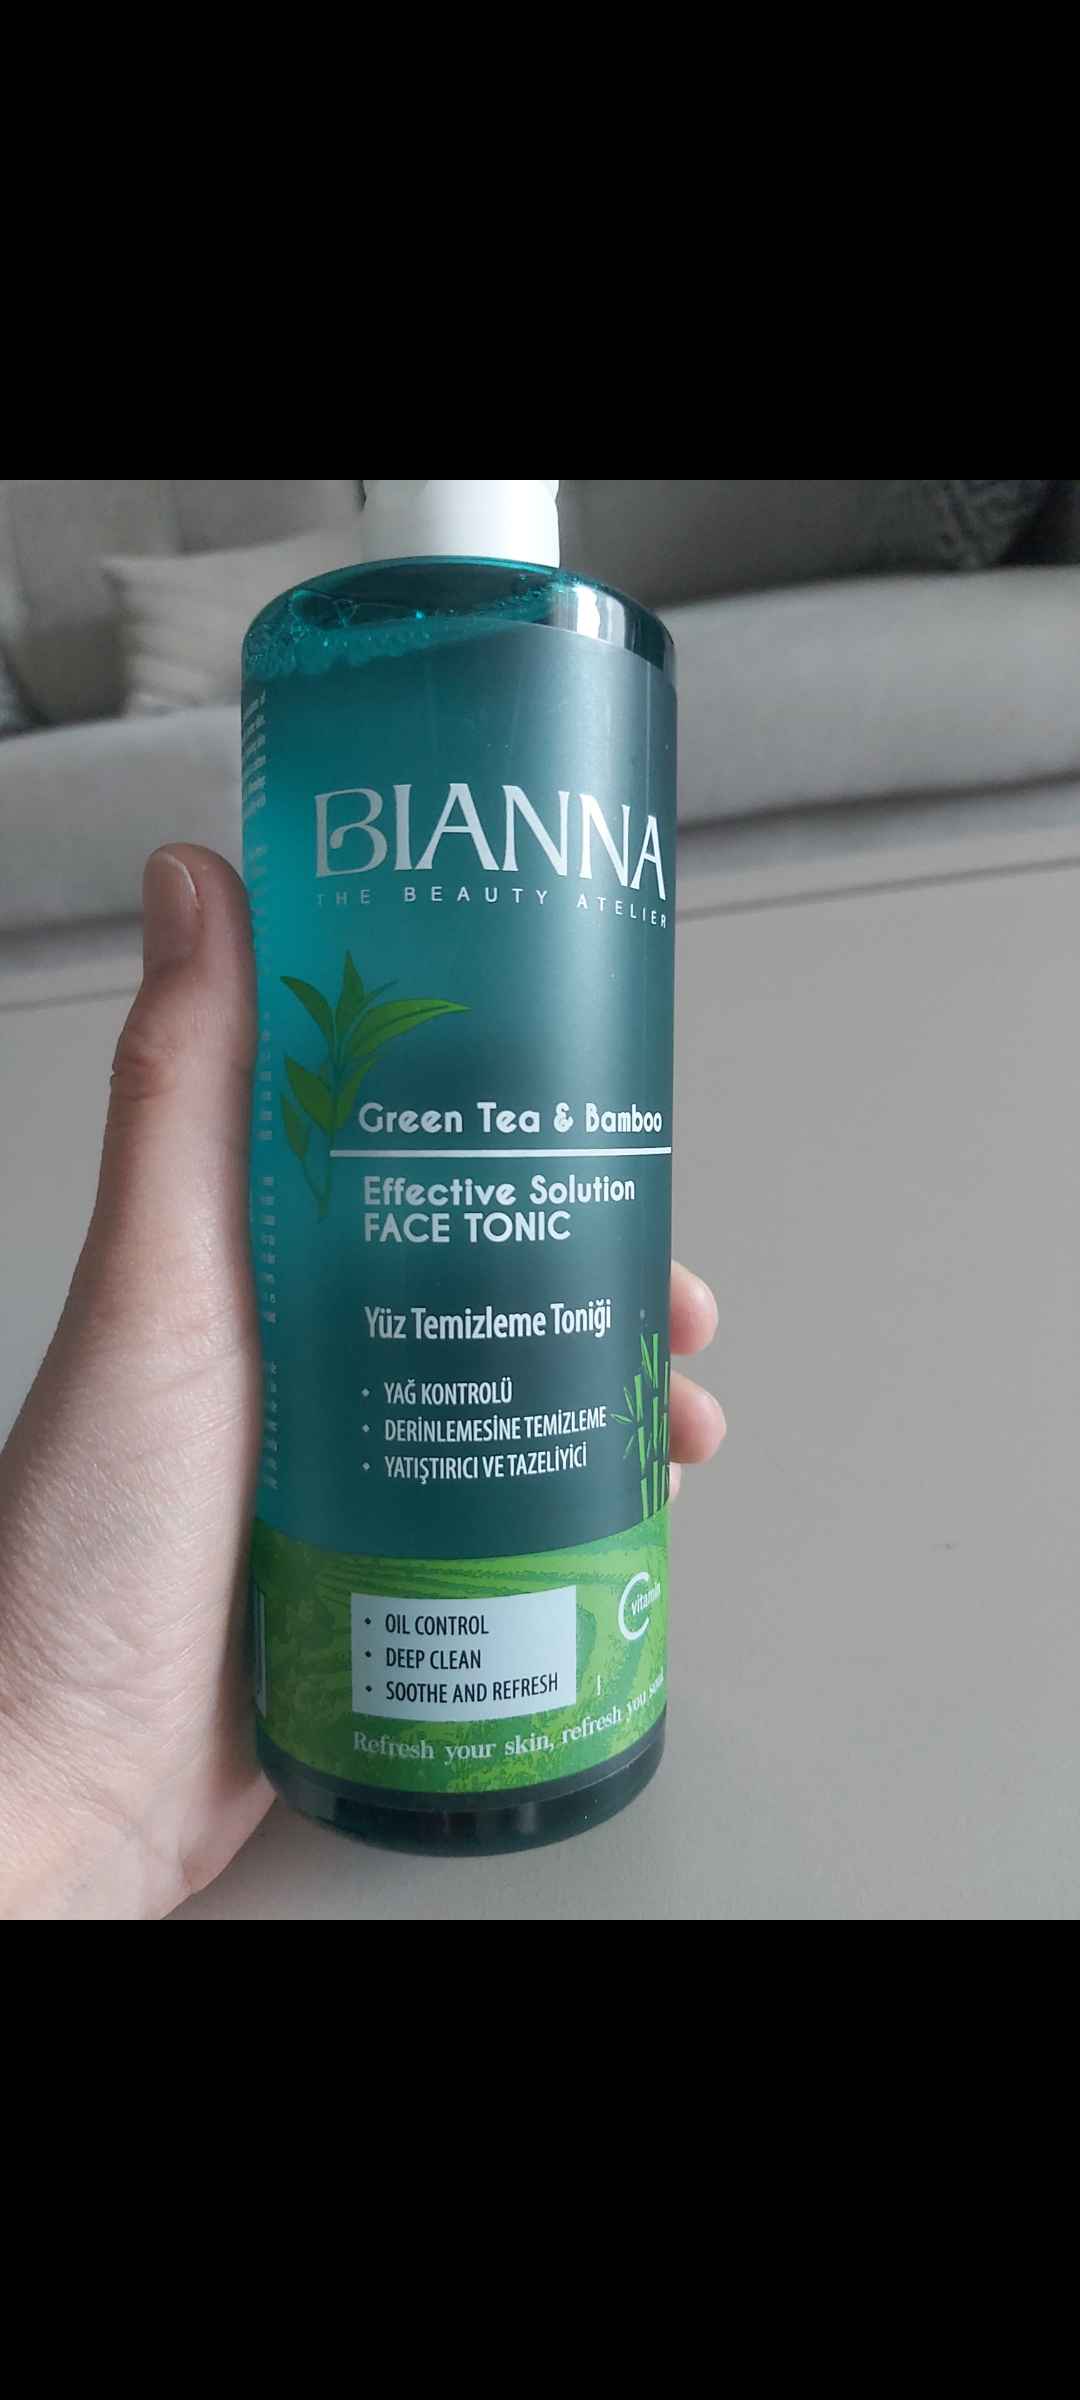 BIANNA
THE BEAUTY ATELIER
Green Tea & Bamboo
Effective Solution
FACE TONIC
Yüz Temizleme Toniği
• YAĞ KONTROLÜ
• DERİNLEMESİNE TEMİZLEME
• YATIŞTIRICI VE TAZELİYİCİ
C vitamin
• OIL CONTROL
• DEEP CLEAN
• SOOTHE AND REFRESH
Refresh your skin, refresh you soul